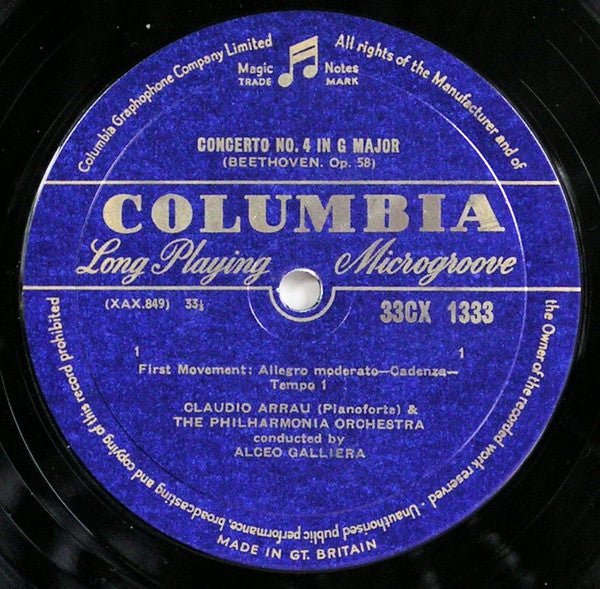 Columbia Graphophone Company Limited
All rights of the Manufacturer and of
the Owner of the recorded work reserved - Unauthorised public performance, broadcasting and copying of this record prohibited
Magic Notes
TRADE MARK
CONCERTO NO. 4 IN G MAJOR
(BEETHOVEN. Op. 58)
COLUMBIA
Long Playing Microgroove
(XAX.849) 33⅓
33CX 1333
1 1
First Movement: Allegro moderato—Cadenza—
Tempo 1
CLAUDIO ARRAU (Pianoforte) &
THE PHILHARMONIA ORCHESTRA
conducted by
ALCEO GALLIERA
MADE IN GT. BRITAIN